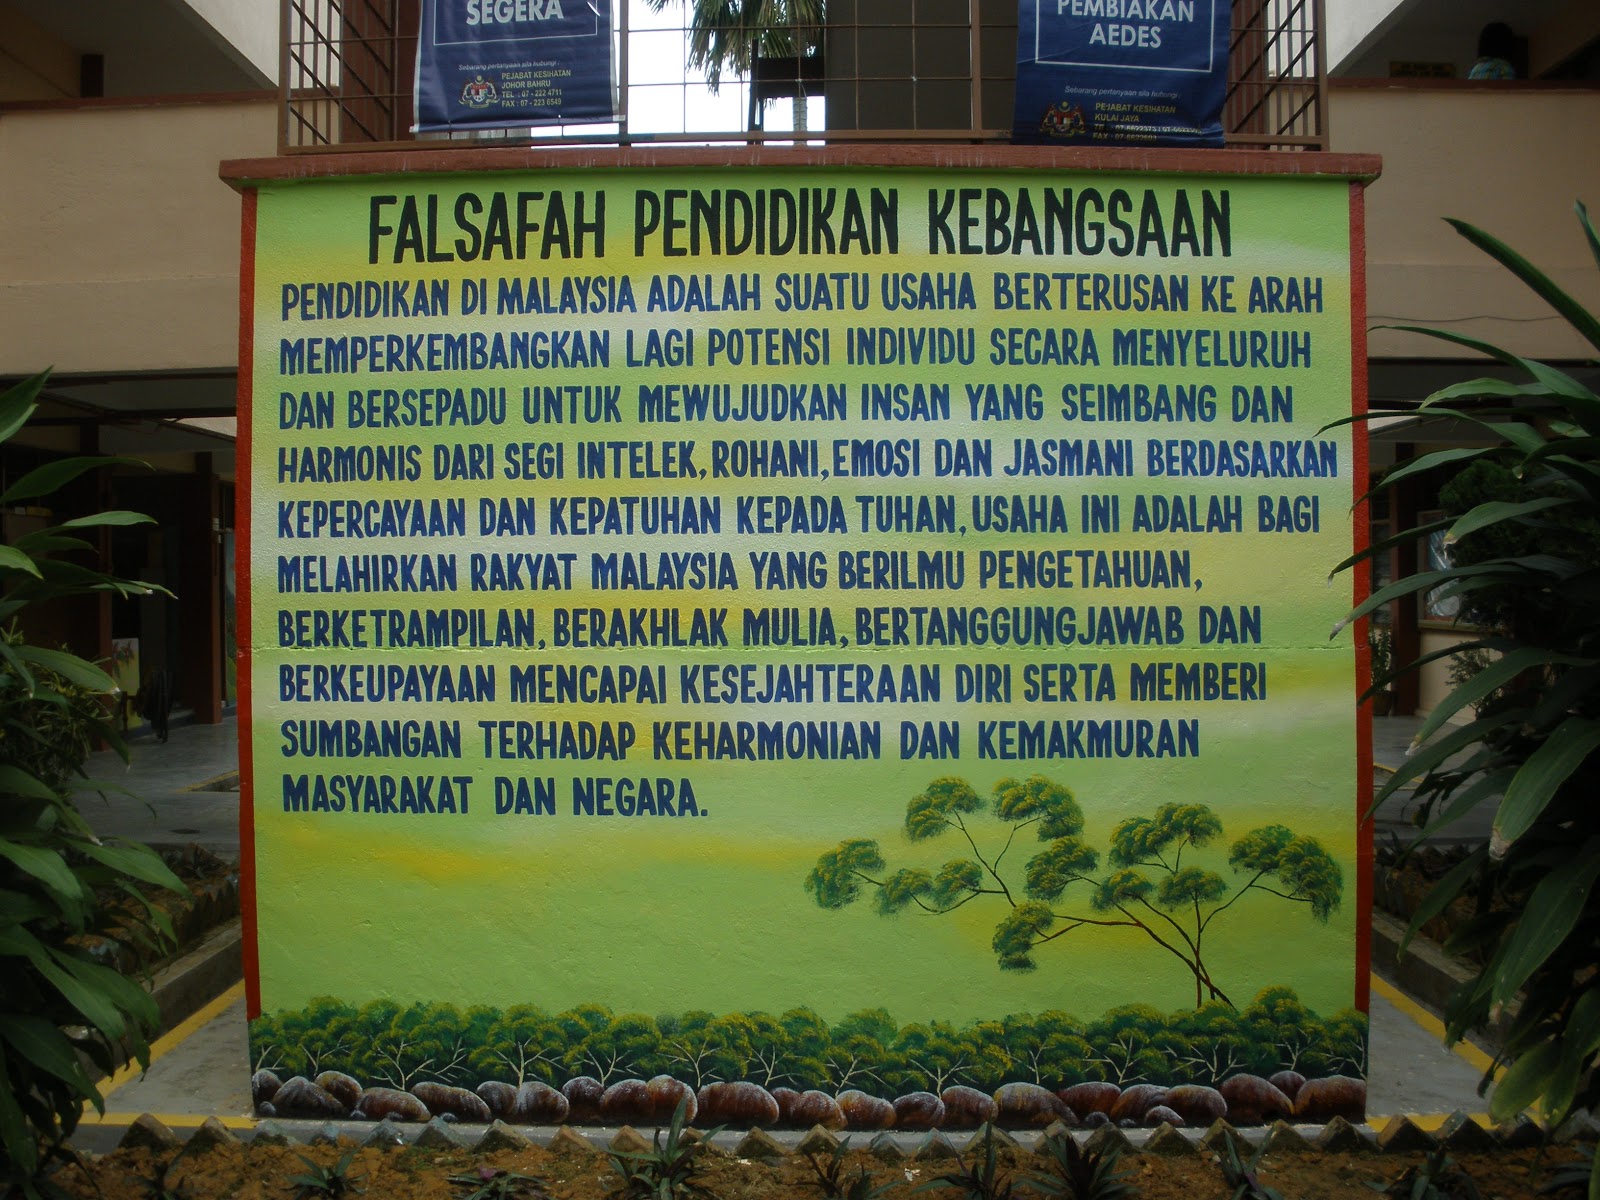 SEGERA
Sebarang pertanyaan sila hubungi :
PEJABAT KESIHATAN
JOHOR BAHRU
TEL : 07 - 222 4711
FAX : 07 - 223 6549
PEMBIAKAN
AEDES
Sebarang pertanyaan sila hubungi :
PEJABAT KESIHATAN
KULAI JAYA
FALSAFAH PENDIDIKAN KEBANGSAAN
PENDIDIKAN DI MALAYSIA ADALAH SUATU USAHA BERTERUSAN KE ARAH
MEMPERKEMBANGKAN LAGI POTENSI INDIVIDU SECARA MENYELURUH
DAN BERSEPADU UNTUK MEWUJUDKAN INSAN YANG SEIMBANG DAN
HARMONIS DARI SEGI INTELEK, ROHANI, EMOSI DAN JASMANI BERDASARKAN
KEPERCAYAAN DAN KEPATUHAN KEPADA TUHAN, USAHA INI ADALAH BAGI
MELAHIRKAN RAKYAT MALAYSIA YANG BERILMU PENGETAHUAN,
BERKETRAMPILAN, BERAKHLAK MULIA, BERTANGGUNGJAWAB DAN
BERKEUPAYAAN MENCAPAI KESEJAHTERAAN DIRI SERTA MEMBERI
SUMBANGAN TERHADAP KEHARMONIAN DAN KEMAKMURAN
MASYARAKAT DAN NEGARA.